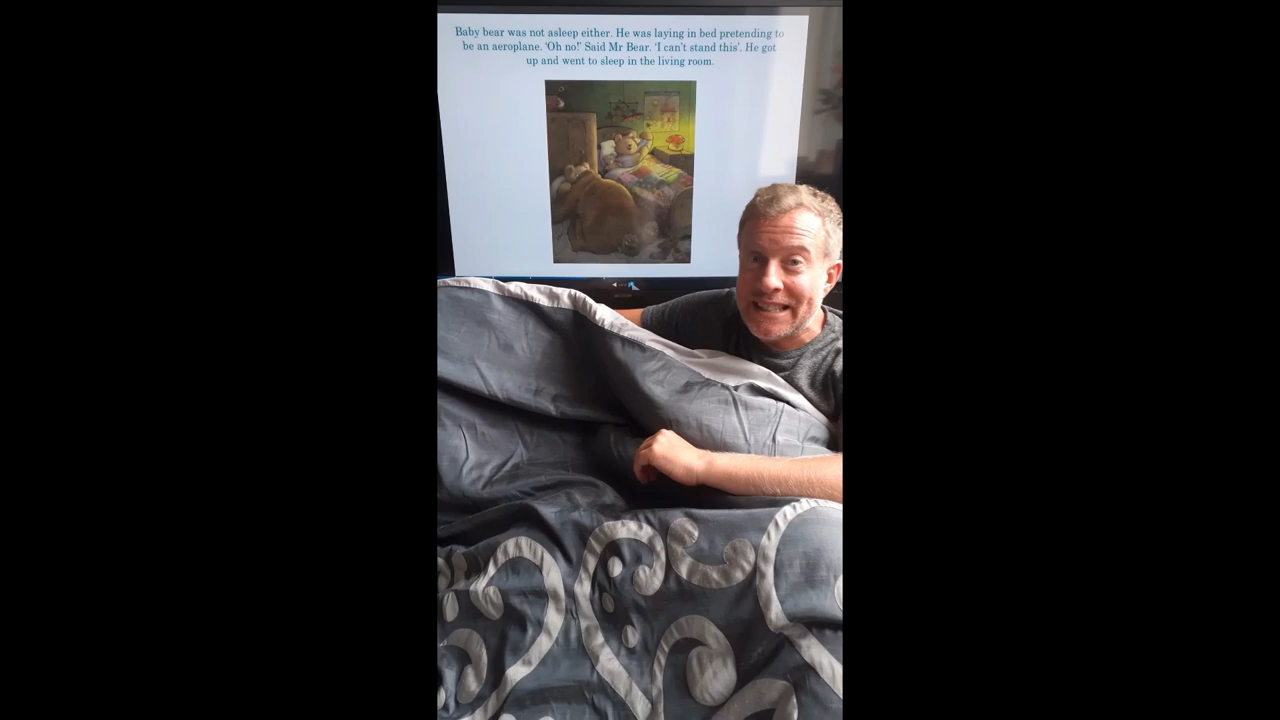 Baby bear was not asleep either. He was laying in bed pretending to
be an aeroplane. 'Oh no!' Said Mr Bear. 'I can't stand this'. He got
up and went to sleep in the living room.